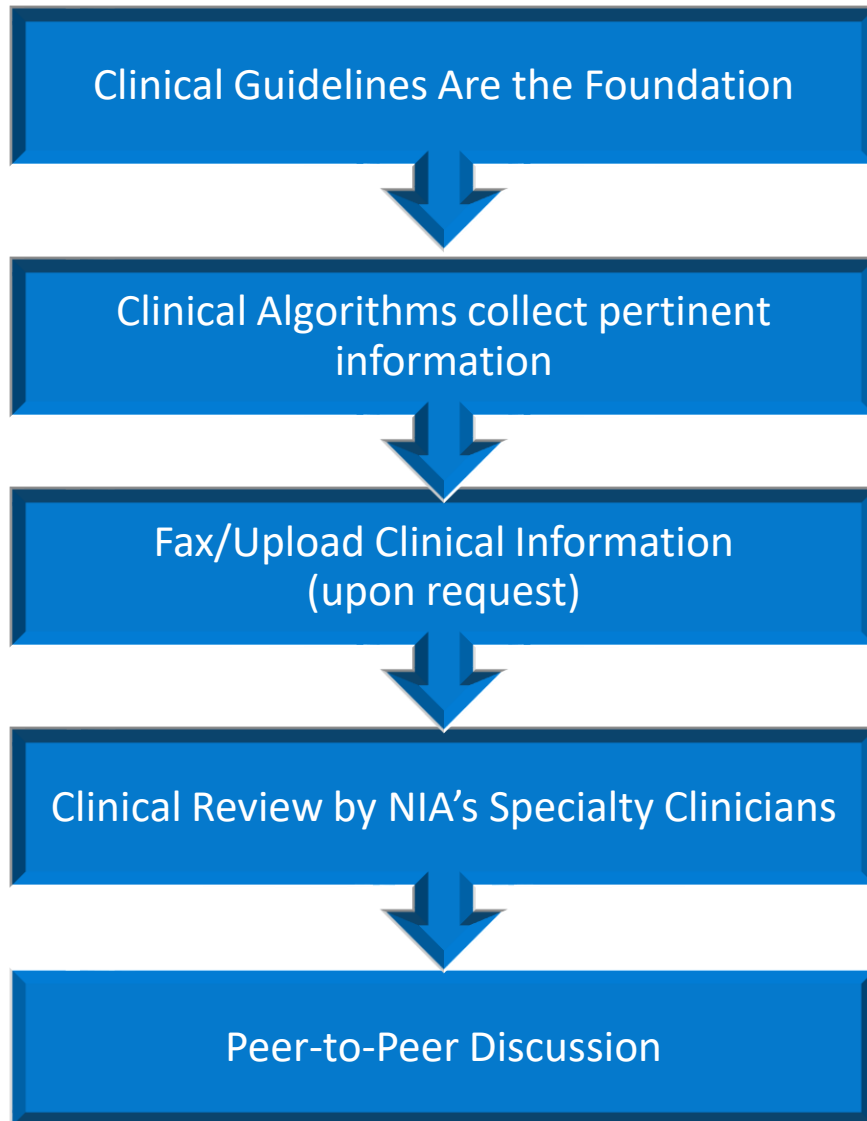 Clinical Guidelines Are the Foundation
Clinical Algorithms collect pertinent
information
Fax/Upload Clinical Information
(upon request)
Clinical Review by NIA’s Specialty Clinicians
Peer-to-Peer Discussion